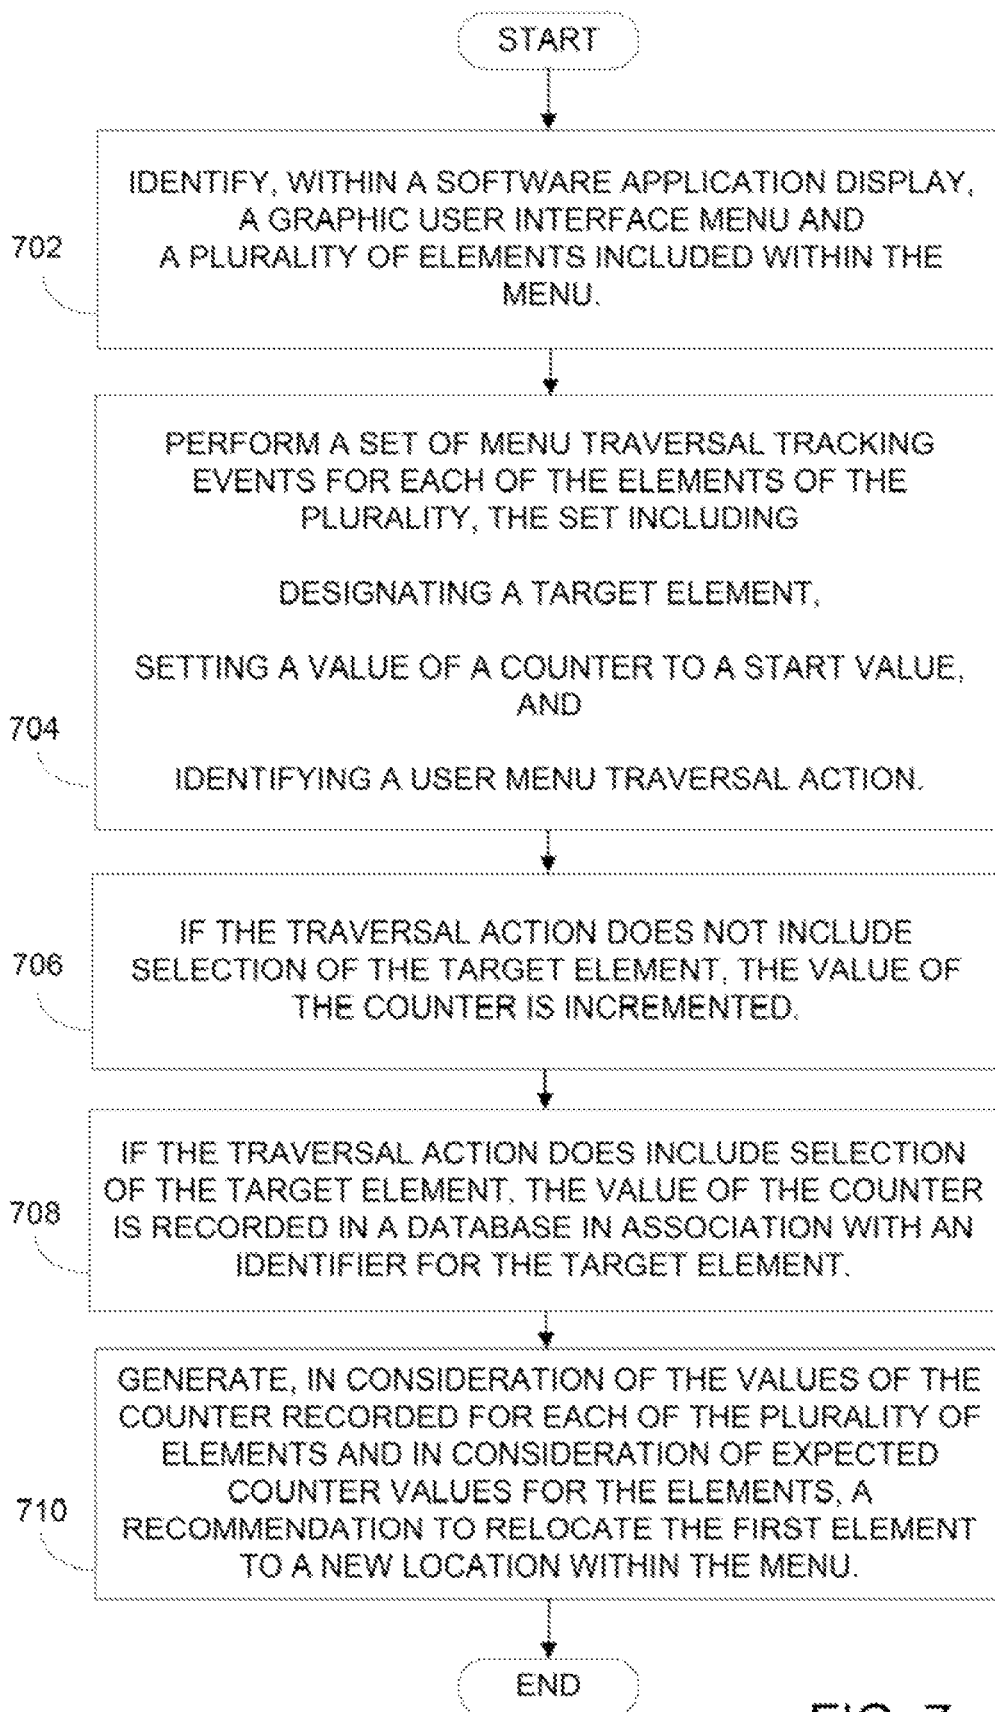 START
IDENTIFY, WITHIN A SOFTWARE APPLICATION DISPLAY,
A GRAPHIC USER INTERFACE MENU AND
A PLURALITY OF ELEMENTS INCLUDED WITHIN THE
MENU.
702
PERFORM A SET OF MENU TRAVERSAL TRACKING
EVENTS FOR EACH OF THE ELEMENTS OF THE
PLURALITY, THE SET INCLUDING
DESIGNATING A TARGET ELEMENT,
SETTING A VALUE OF A COUNTER TO A START VALUE,
AND
IDENTIFYING A USER MENU TRAVERSAL ACTION.
704
IF THE TRAVERSAL ACTION DOES NOT INCLUDE
SELECTION OF THE TARGET ELEMENT, THE VALUE OF
THE COUNTER IS INCREMENTED.
706
IF THE TRAVERSAL ACTION DOES INCLUDE SELECTION
OF THE TARGET ELEMENT, THE VALUE OF THE COUNTER
IS RECORDED IN A DATABASE IN ASSOCIATION WITH AN
IDENTIFIER FOR THE TARGET ELEMENT.
708
GENERATE, IN CONSIDERATION OF THE VALUES OF THE
COUNTER RECORDED FOR EACH OF THE PLURALITY OF
ELEMENTS AND IN CONSIDERATION OF EXPECTED
COUNTER VALUES FOR THE ELEMENTS, A
RECOMMENDATION TO RELOCATE THE FIRST ELEMENT
TO A NEW LOCATION WITHIN THE MENU.
710
END
FIG. 7